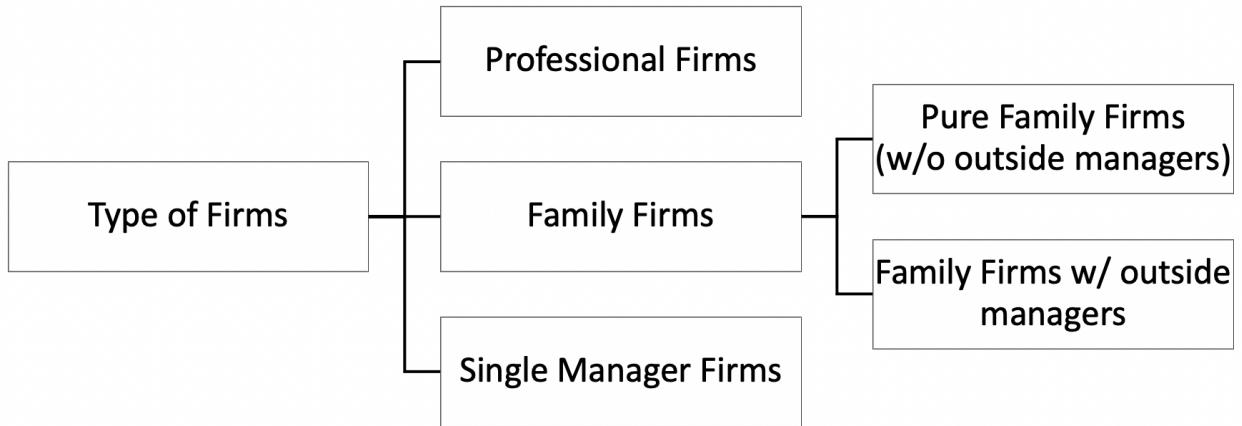 Type of Firms
Professional Firms
Family Firms
Single Manager Firms
Pure Family Firms
(w/o outside managers)
Family Firms w/ outside
managers